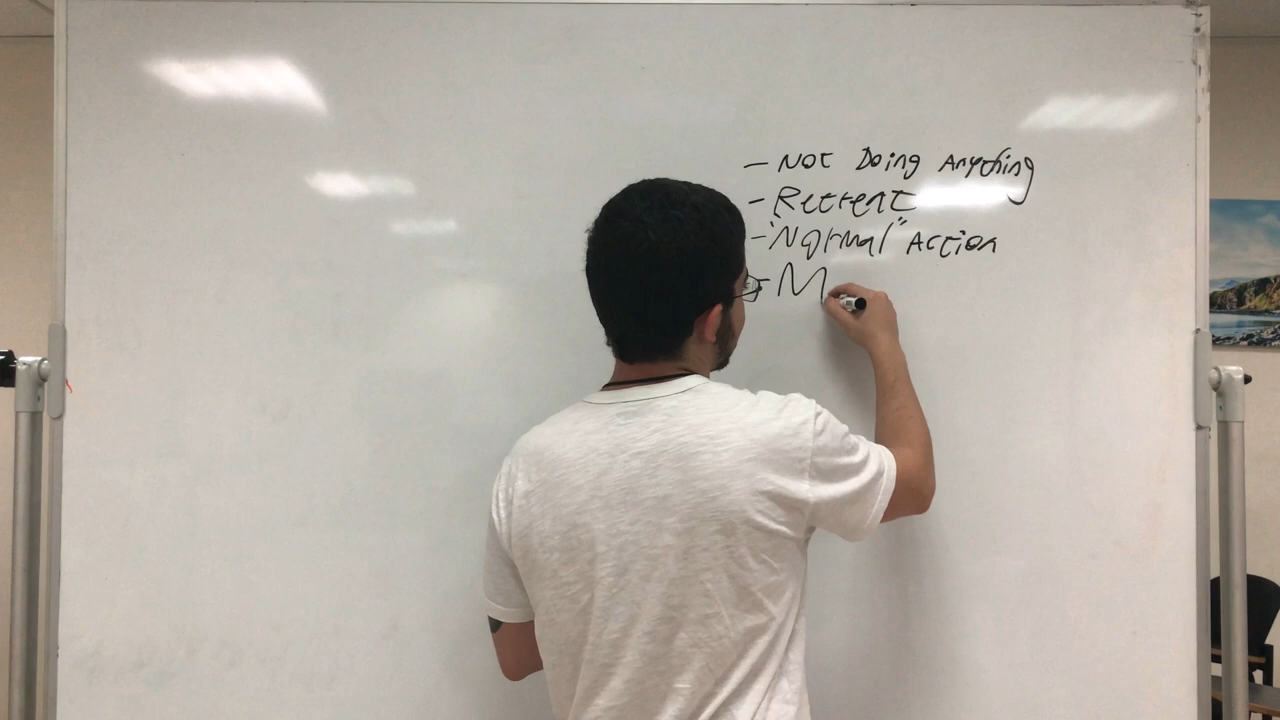 - Not Doing Anything
- Retreat
- "Normal" Action
- M